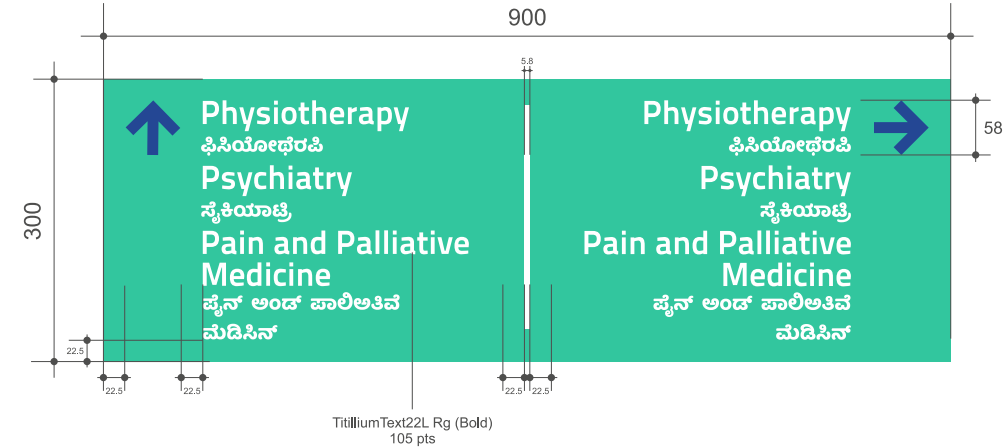 900
5.8
Physiotherapy
ಫಿಸಿಯೋಥೆರಪಿ
Psychiatry
ಸೈಕಿಯಾಟ್ರಿ
Pain and Palliative
Medicine
ಪೈನ್ ಅಂಡ್ ಪಾಲಿಅತಿವೆ
ಮೆಡಿಸಿನ್
Physiotherapy
ಫಿಸಿಯೋಥೆರಪಿ
Psychiatry
ಸೈಕಿಯಾಟ್ರಿ
Pain and Palliative
Medicine
ಪೈನ್ ಅಂಡ್ ಪಾಲಿಅತಿವೆ
ಮೆಡಿಸಿನ್
58
300
22.5
22.5
22.5
22.5
22.5
TitilliumText22L Rg (Bold)
105 pts